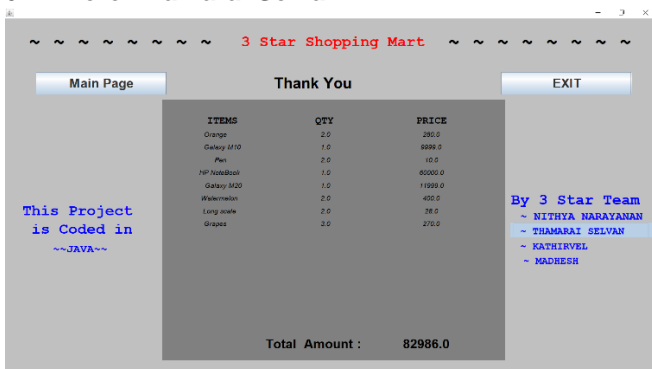 ~ ~ ~ ~ ~ ~ ~ ~ 3 Star Shopping Mart ~ ~ ~ ~ ~ ~ ~ ~
Main Page Thank You EXIT
ITEMS QTY PRICE
Orange 2.0 280.0
Galaxy M10 1.0 9999.0
Pen 2.0 10.0
HP NoteBook 1.0 60000.0
Galaxy M20 1.0 11999.0
Watermelon 2.0 400.0
Long scale 2.0 28.0
Grapes 3.0 270.0
This Project
is Coded in
~~JAVA~~
By 3 Star Team
~ NITHYA NARAYANAN
~ THAMARAI SELVAN
~ KATHIRVEL
~ MADHESH
Total Amount : 82986.0